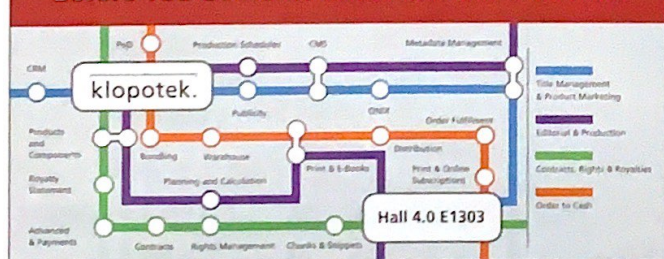 PoD
Production Scheduler
CMS
Metadata Management
CRM
klopotek.
Publicity
ONIX
Title Management
& Product Marketing
Order Fulfilment
Editorial & Production
Products
and
Components
Bundling
Warehouse
Distribution
Print & E-Books
Print & Online
Subscriptions
Contracts, Rights & Royalties
Royalty
Statement
Planning and Calculation
Order to Cash
Hall 4.0 E1303
Advanced
& Payments
Contracts
Rights Management
Chunks & Snippets